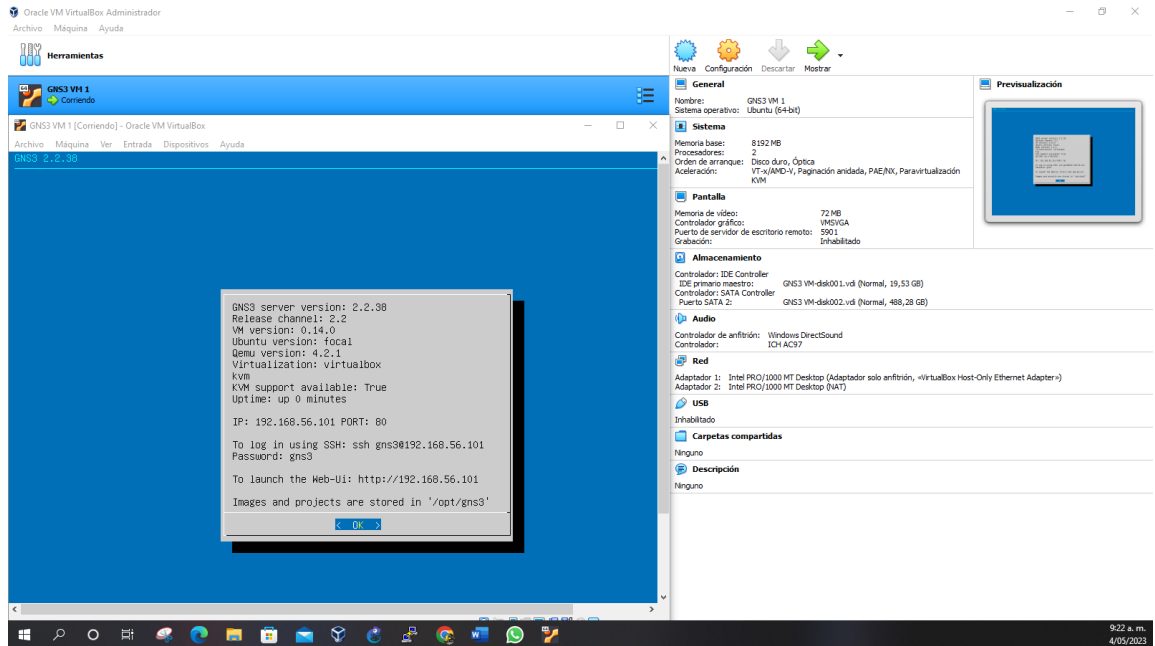 Oracle VM VirtualBox Administrador
Archivo Máquina Ayuda
Herramientas
GNS3 VM 1
Corriendo
GNS3 VM 1 [Corriendo] - Oracle VM VirtualBox
Archivo Máquina Ver Entrada Dispositivos Ayuda
GNS3 2.2.38
GNS3 server version: 2.2.38
Release channel: 2.2
VM version: 0.14.0
Ubuntu version: focal
Qemu version: 4.2.1
Virtualization: virtualbox
kvm
KVM support available: True
Uptime: up 0 minutes
IP: 192.168.56.101 PORT: 80
To log in using SSH: ssh gns3@192.168.56.101
Password: gns3
To launch the Web-Ui: http://192.168.56.101
Images and projects are stored in '/opt/gns3'
< OK >
Nueva Configuración Descartar Mostrar
General
Nombre: GNS3 VM 1
Sistema operativo: Ubuntu (64-bit)
Previsualización
Sistema
Memoria base: 8192 MB
Procesadores: 2
Orden de arranque: Disco duro, Óptica
Aceleración: VT-x/AMD-V, Paginación anidada, PAE/NX, Paravirtualización
KVM
Pantalla
Memoria de vídeo: 72 MB
Controlador gráfico: VMSVGA
Puerto de servidor de escritorio remoto: 5901
Grabación: Inhabilitado
Almacenamiento
Controlador: IDE Controller
IDE primario maestro: GNS3 VM-disk001.vdi (Normal, 19,53 GB)
Controlador: SATA Controller
Puerto SATA 2: GNS3 VM-disk002.vdi (Normal, 488,28 GB)
Audio
Controlador de anfitrión: Windows DirectSound
Controlador: ICH AC97
Red
Adaptador 1: Intel PRO/1000 MT Desktop (Adaptador solo anfitrión, «VirtualBox Host-Only Ethernet Adapter»)
Adaptador 2: Intel PRO/1000 MT Desktop (NAT)
USB
Inhabilitado
Carpetas compartidas
Ninguno
Descripción
Ninguno
9:22 a. m.
4/05/2023